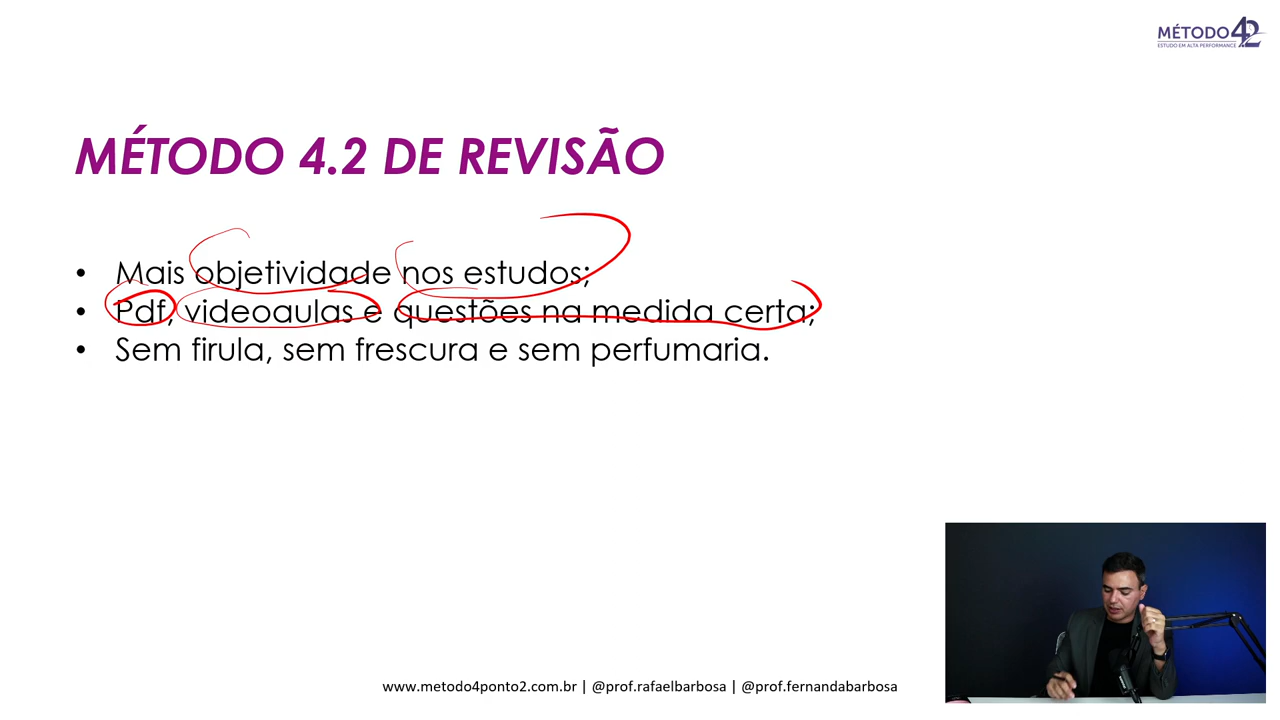 MÉTODO 4.2
ESTUDO EM ALTA PERFORMANCE
MÉTODO 4.2 DE REVISÃO
• Mais objetividade nos estudos;
• Pdf, videoaulas e questões na medida certa;
• Sem firula, sem frescura e sem perfumaria.
www.metodo4ponto2.com.br | @prof.rafaelbarbosa | @prof.fernandabarbosa